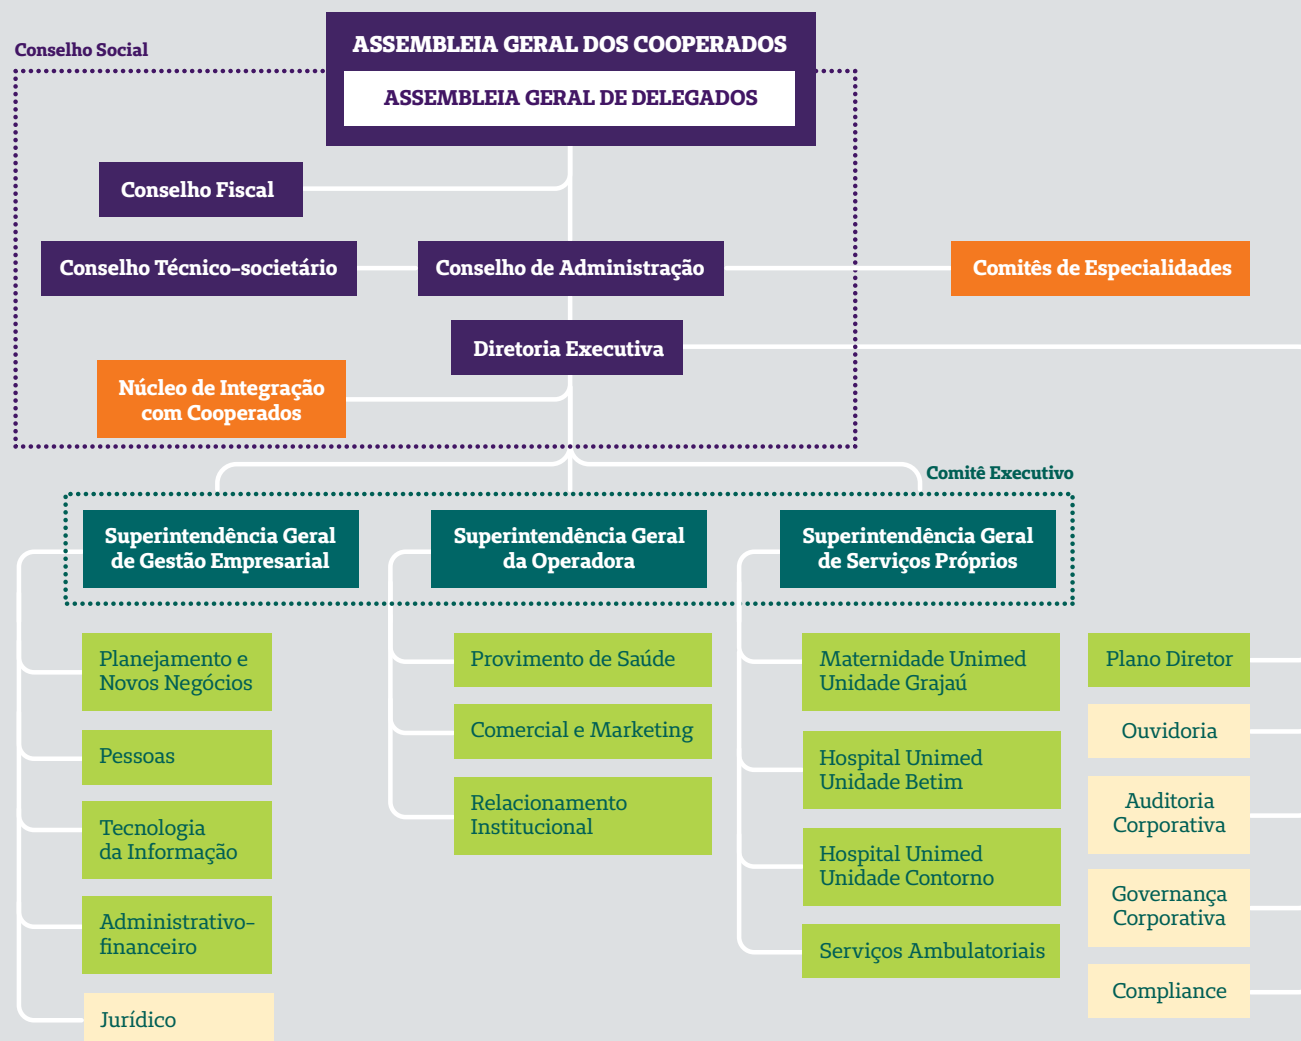 Conselho Social
ASSEMBLEIA GERAL DOS COOPERADOS
ASSEMBLEIA GERAL DE DELEGADOS
Conselho Fiscal
Conselho Técnico-societário
Conselho de Administração
Comitês de Especialidades
Diretoria Executiva
Núcleo de Integração
com Cooperados
Comitê Executivo
Superintendência Geral
de Gestão Empresarial
Superintendência Geral
da Operadora
Superintendência Geral
de Serviços Próprios
Planejamento e
Novos Negócios
Pessoas
Tecnologia
da Informação
Administrativo-
financeiro
Jurídico
Provimento de Saúde
Comercial e Marketing
Relacionamento
Institucional
Maternidade Unimed
Unidade Grajaú
Hospital Unimed
Unidade Betim
Hospital Unimed
Unidade Contorno
Serviços Ambulatoriais
Plano Diretor
Ouvidoria
Auditoria
Corporativa
Governança
Corporativa
Compliance